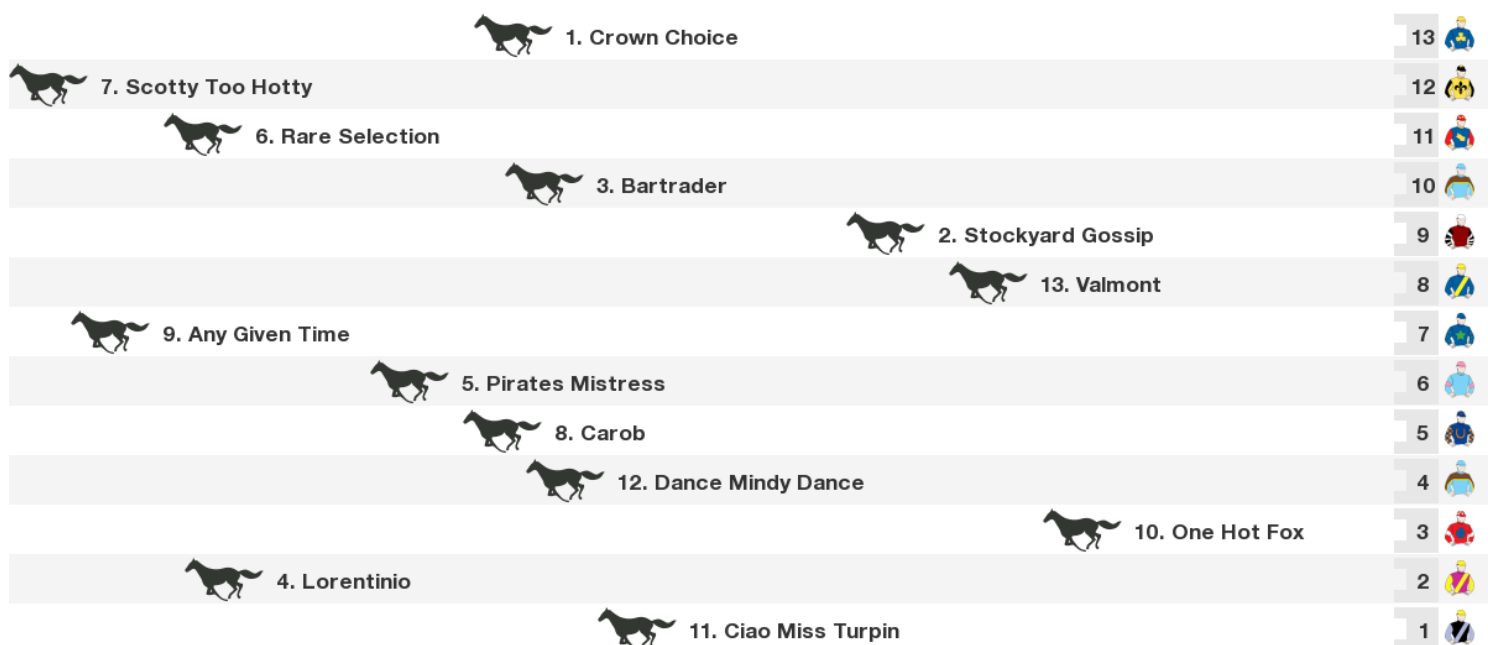 1. Crown Choice 13
7. Scotty Too Hotty 12
6. Rare Selection 11
3. Bartrader 10
2. Stockyard Gossip 9
13. Valmont 8
9. Any Given Time 7
5. Pirates Mistress 6
8. Carob 5
12. Dance Mindy Dance 4
10. One Hot Fox 3
4. Lorentinio 2
11. Ciao Miss Turpin 1